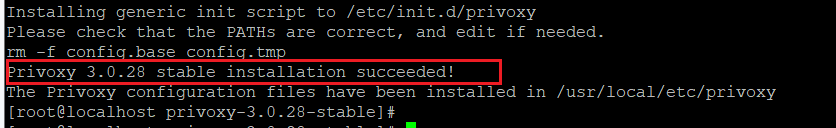 Installing generic init script to /etc/init.d/privoxy
Please check that the PATHs are correct, and edit if needed.
rm -f config.base config.tmp
Privoxy 3.0.28 stable installation succeeded!
The Privoxy configuration files have been installed in /usr/local/etc/privoxy
[root@localhost privoxy-3.0.28-stable]#